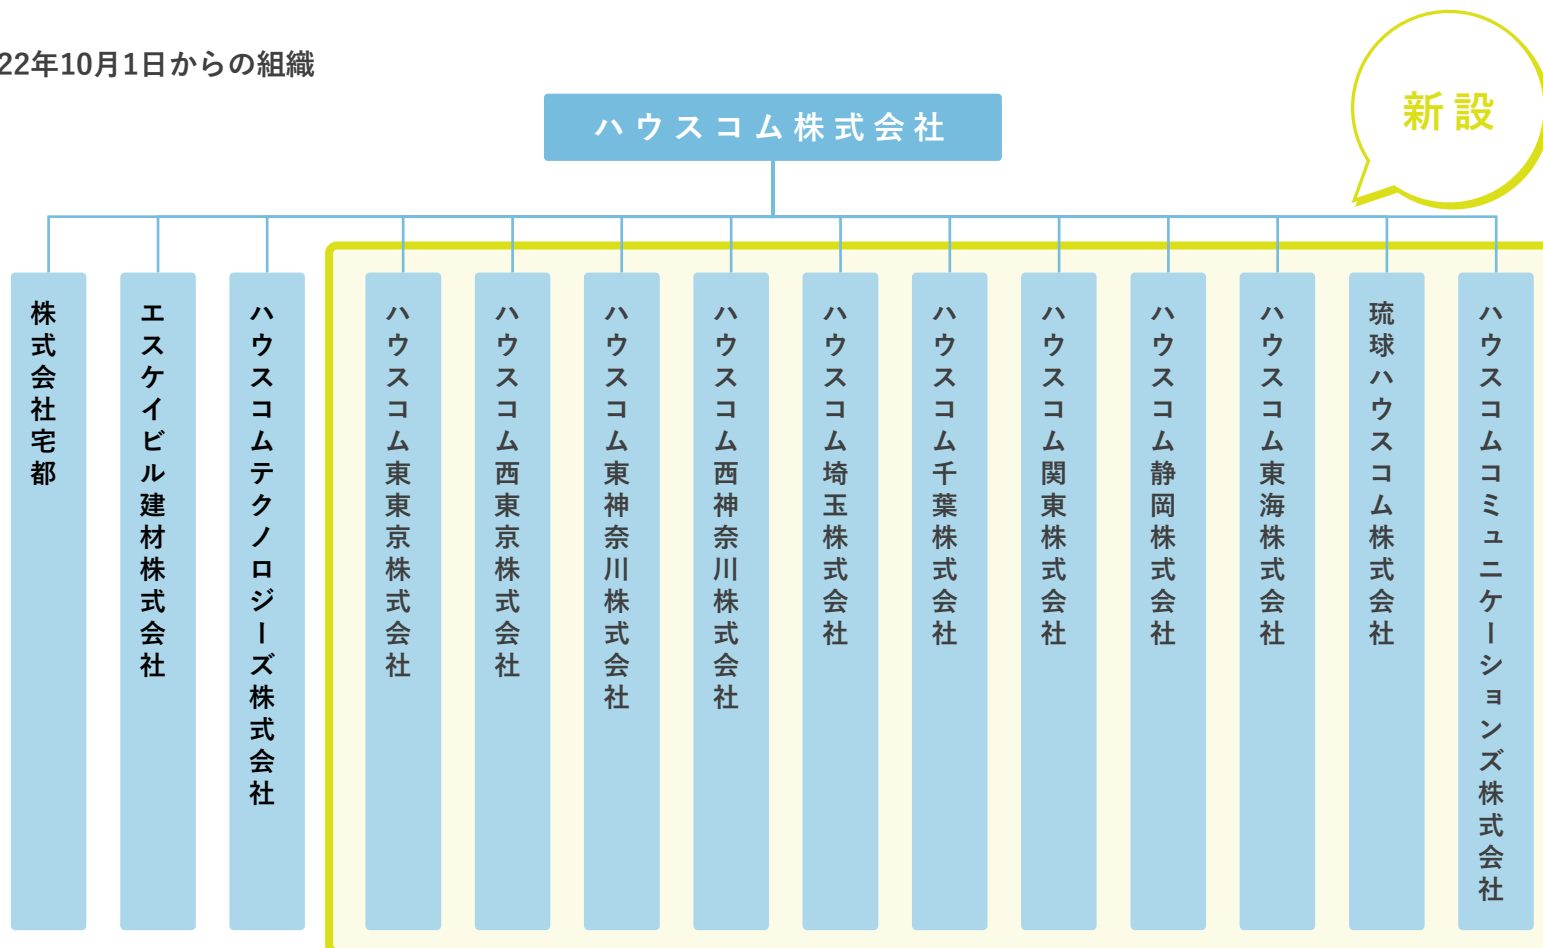 22年10月1日からの組織
ハウスコム株式会社
新設
株式会社宅都
エスケイビル建材株式会社
ハウスコムテクノロジーズ株式会社
ハウスコム東東京株式会社
ハウスコム西東京株式会社
ハウスコム東神奈川株式会社
ハウスコム西神奈川株式会社
ハウスコム埼玉株式会社
ハウスコム千葉株式会社
ハウスコム関東株式会社
ハウスコム静岡株式会社
ハウスコム東海株式会社
琉球ハウスコム株式会社
ハウスコムコミュニケーションズ株式会社